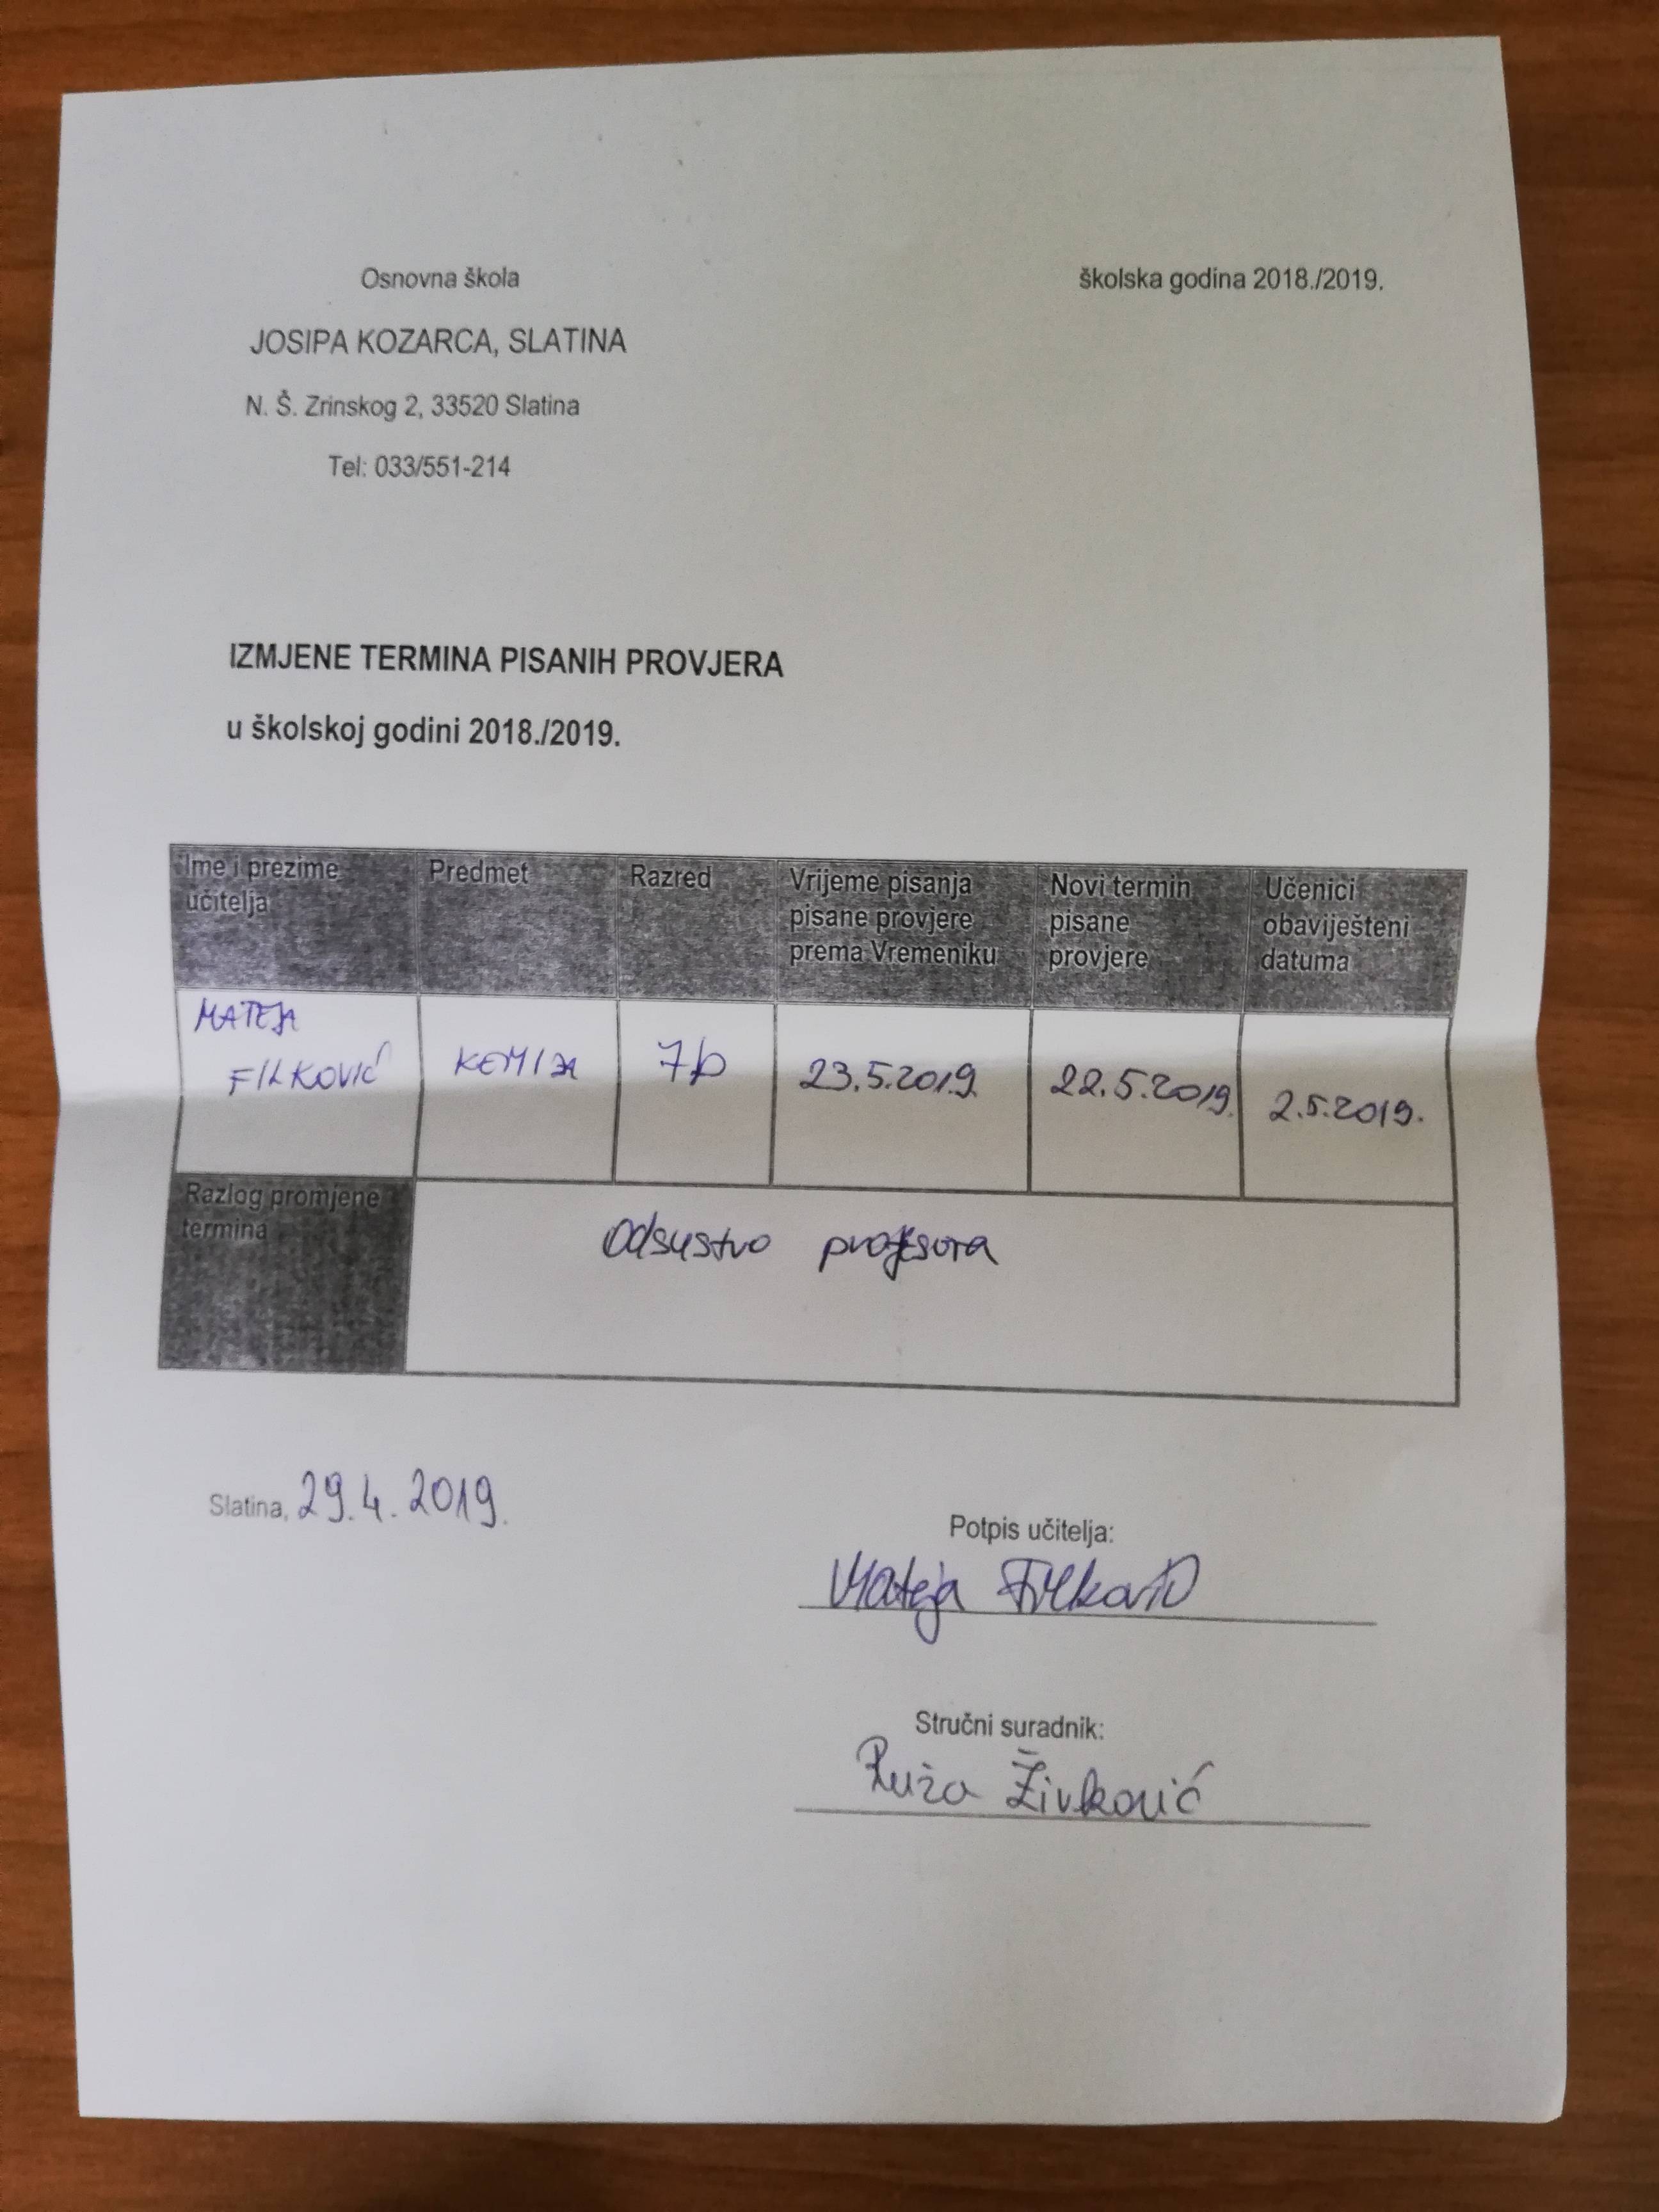 Osnovna škola
školska godina 2018./2019.
JOSIPA KOZARCA, SLATINA
N. Š. Zrinskog 2, 33520 Slatina
Tel: 033/551-214
IZMJENE TERMINA PISANIH PROVJERA
u školskoj godini 2018./2019.
Ime i prezime
učitelja
Predmet
Razred
Vrijeme pisanja
pisane provjere
prema Vremeniku
Novi termin
pisane
provjere
Učenici
obaviješteni
datuma
MATEJA
FILKOVIĆ
KEMIJA
7b
23.5.2019.
22.5.2019.
2.5.2019.
Razlog promjene
termina
Odsustvo profesora
Slatina, 29.4.2019.
Potpis učitelja:
Mateja Filković
Stručni suradnik:
Ruža Živković